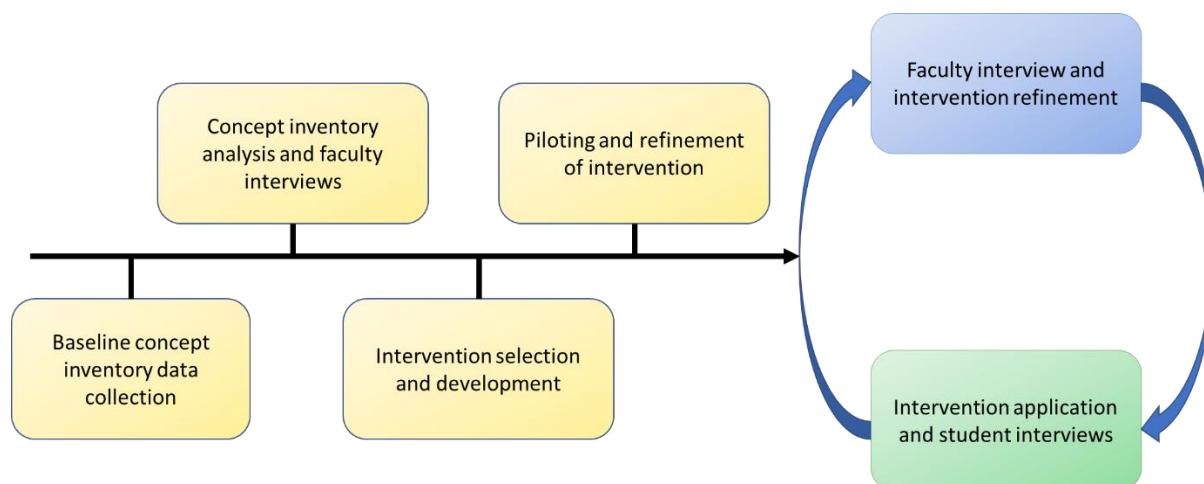 Concept inventory
analysis and faculty
interviews
Piloting and refinement
of intervention
Faculty interview and
intervention refinement
Baseline concept
inventory data
collection
Intervention selection
and development
Intervention application
and student interviews